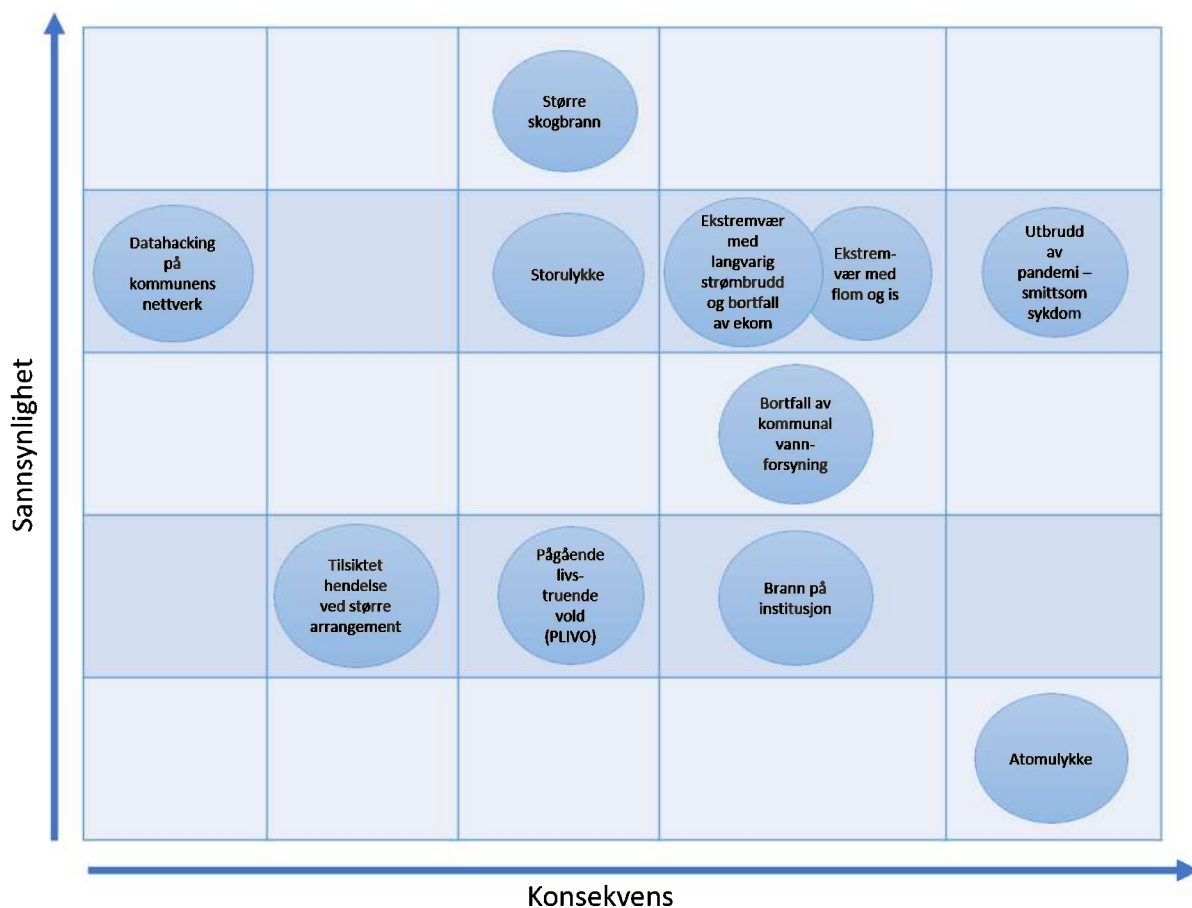 Større
skogbrann
Datahacking
på
kommunens
nettverk
Storulykke
Ekstremvær
med
langvarig
strømbrudd
og bortfall
av ekom
Ekstrem-
vær med
flom og is
Utbrudd
av
pandemi –
smittsom
sykdom
Bortfall av
kommunal
vann-
forsyning
Tilsiktet
hendelse
ved større
arrangement
Pågående
livs-
truende
vold
(PLIVO)
Brann på
institusjon
Atomulykke
Sannsynlighet
Konsekvens